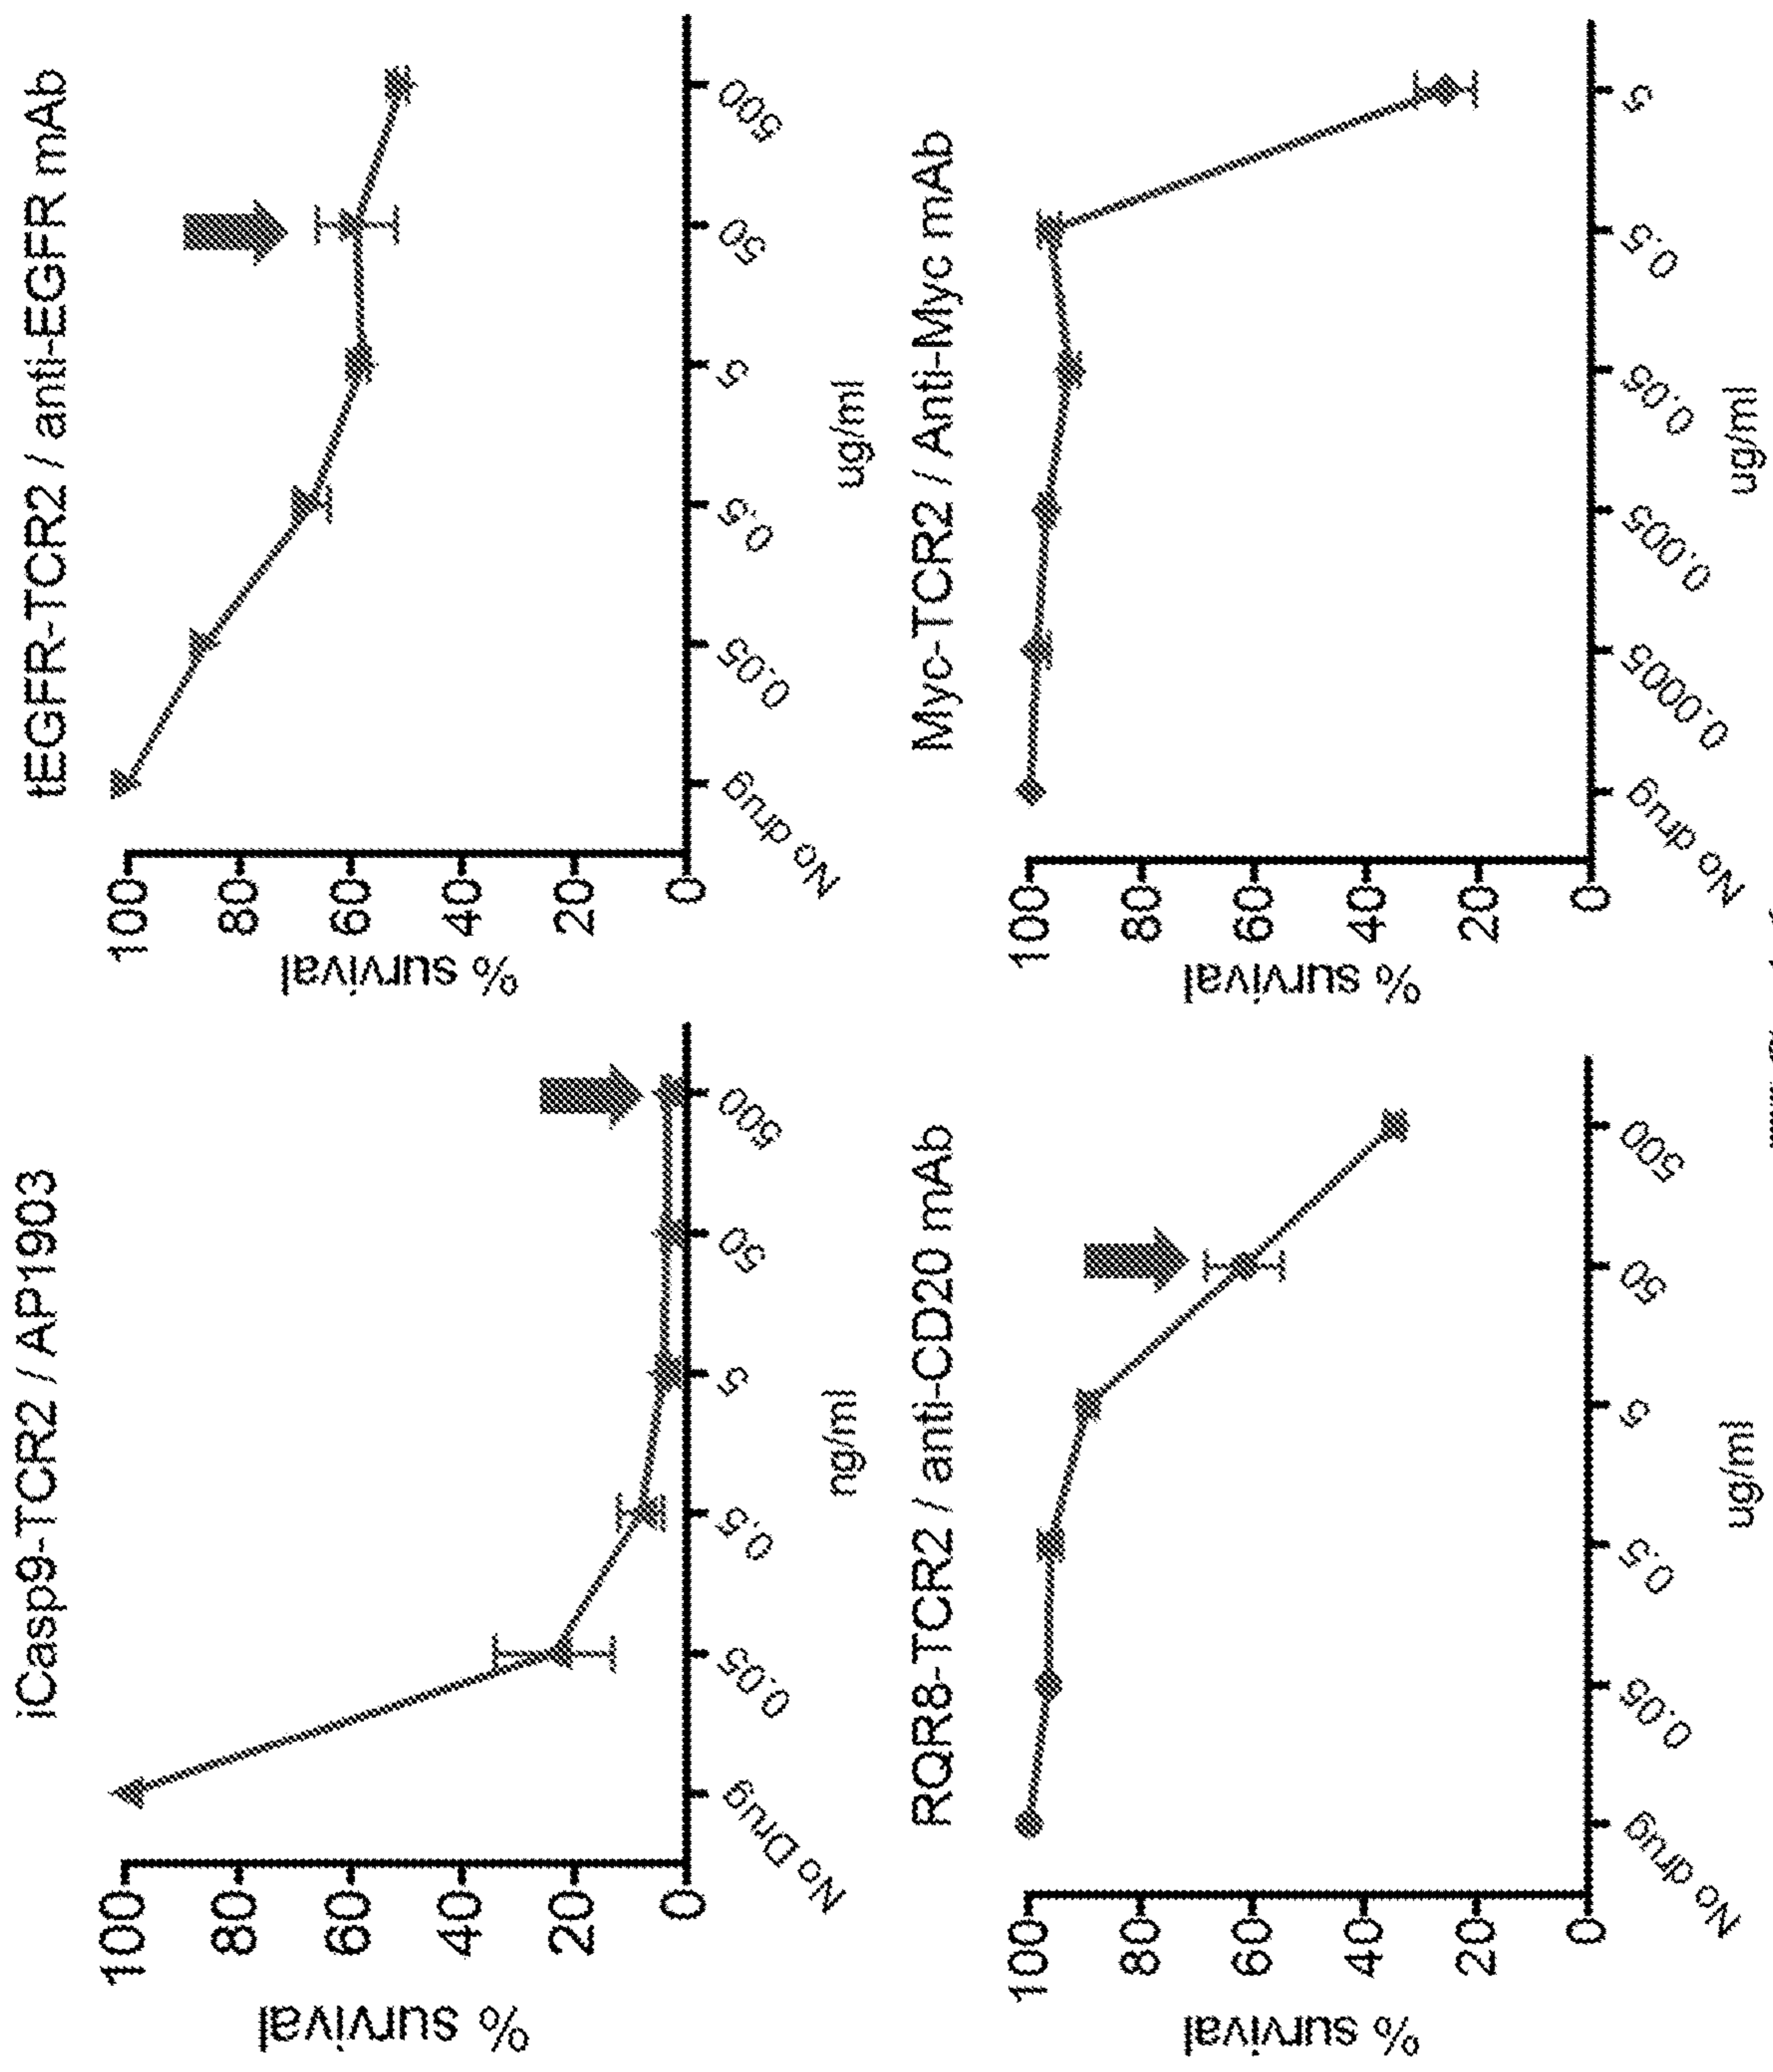 iCasp9-TCR2 / AP1903
% survival
100
80
60
40
20
0
No Drug
0.05
0.5
5
50
500
ng/ml
tEGFR-TCR2 / anti-EGFR mAb
% survival
100
80
60
40
20
0
No drug
0.05
0.5
5
50
500
ug/ml
RQR8-TCR2 / anti-CD20 mAb
% survival
100
80
60
40
20
0
No drug
0.05
0.5
5
50
500
ug/ml
Myc-TCR2 / Anti-Myc mAb
% survival
100
80
60
40
20
0
No drug
0.0005
0.005
0.05
0.5
5
ug/ml